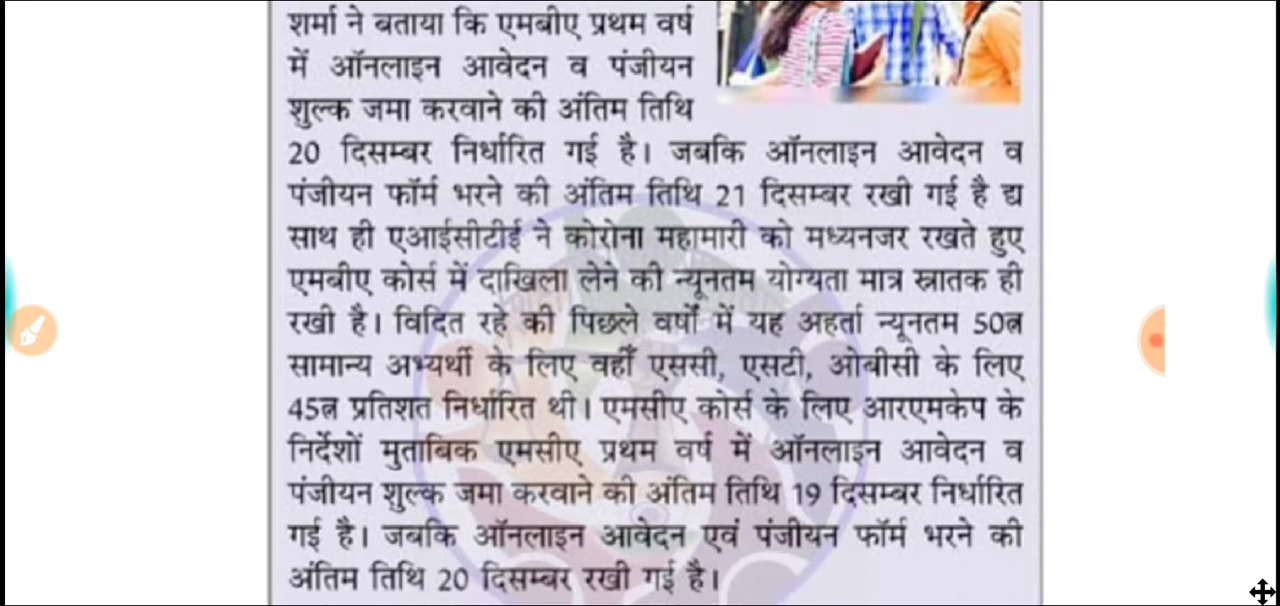 शर्मा ने बताया कि एमबीए प्रथम वर्ष
में ऑनलाइन आवेदन व पंजीयन
शुल्क जमा करवाने की अंतिम तिथि
20 दिसम्बर निर्धारित गई है। जबकि ऑनलाइन आवेदन व
पंजीयन फॉर्म भरने की अंतिम तिथि 21 दिसम्बर रखी गई है द्य
साथ ही एआईसीटीई ने कोरोना महामारी को मध्यनजर रखते हुए
एमबीए कोर्स में दाखिला लेने की न्यूनतम योग्यता मात्र स्नातक ही
रखी है। विदित रहे की पिछले वर्षों में यह अहर्ता न्यूनतम 50त्न
सामान्य अभ्यर्थी के लिए वहीँ एससी, एसटी, ओबीसी के लिए
45त्न प्रतिशत निर्धारित थी। एमसीए कोर्स के लिए आरएमकेप के
निर्देशों मुताबिक एमसीए प्रथम वर्ष में ऑनलाइन आवेदन व
पंजीयन शुल्क जमा करवाने की अंतिम तिथि 19 दिसम्बर निर्धारित
गई है। जबकि ऑनलाइन आवेदन एवं पंजीयन फॉर्म भरने की
अंतिम तिथि 20 दिसम्बर रखी गई है।